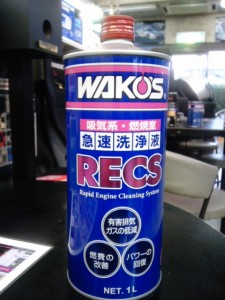 WAKO'S
吸気系・燃焼室
急速洗浄液
RECS
Rapid Engine Cleaning System
有害排気
ガスの低減
燃費の
改善
パワーの
回復
NET. 1L